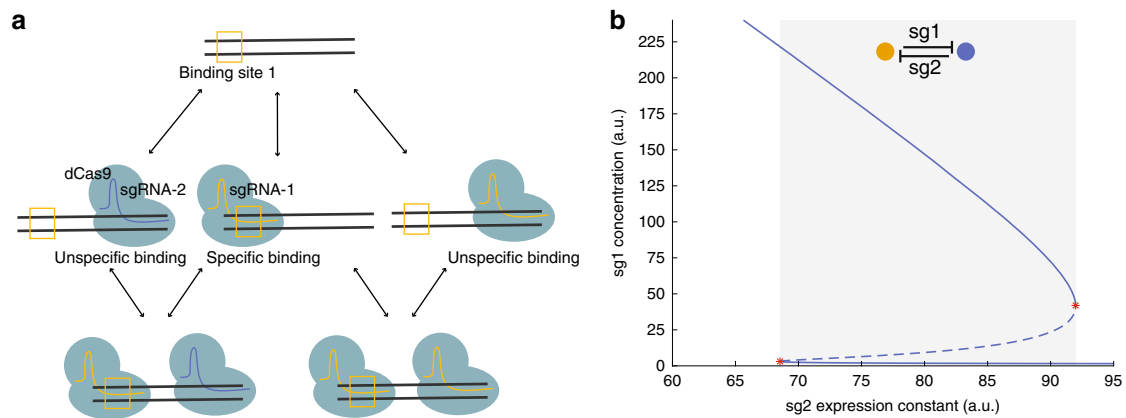 a
Binding site 1
dCas9
sgRNA-2
sgRNA-1
Unspecific binding
Specific binding
Unspecific binding
b
sg1
sg2
sg1 concentration (a.u.)
225
200
175
150
125
100
75
50
25
0
60
65
70
75
80
85
90
95
sg2 expression constant (a.u.)